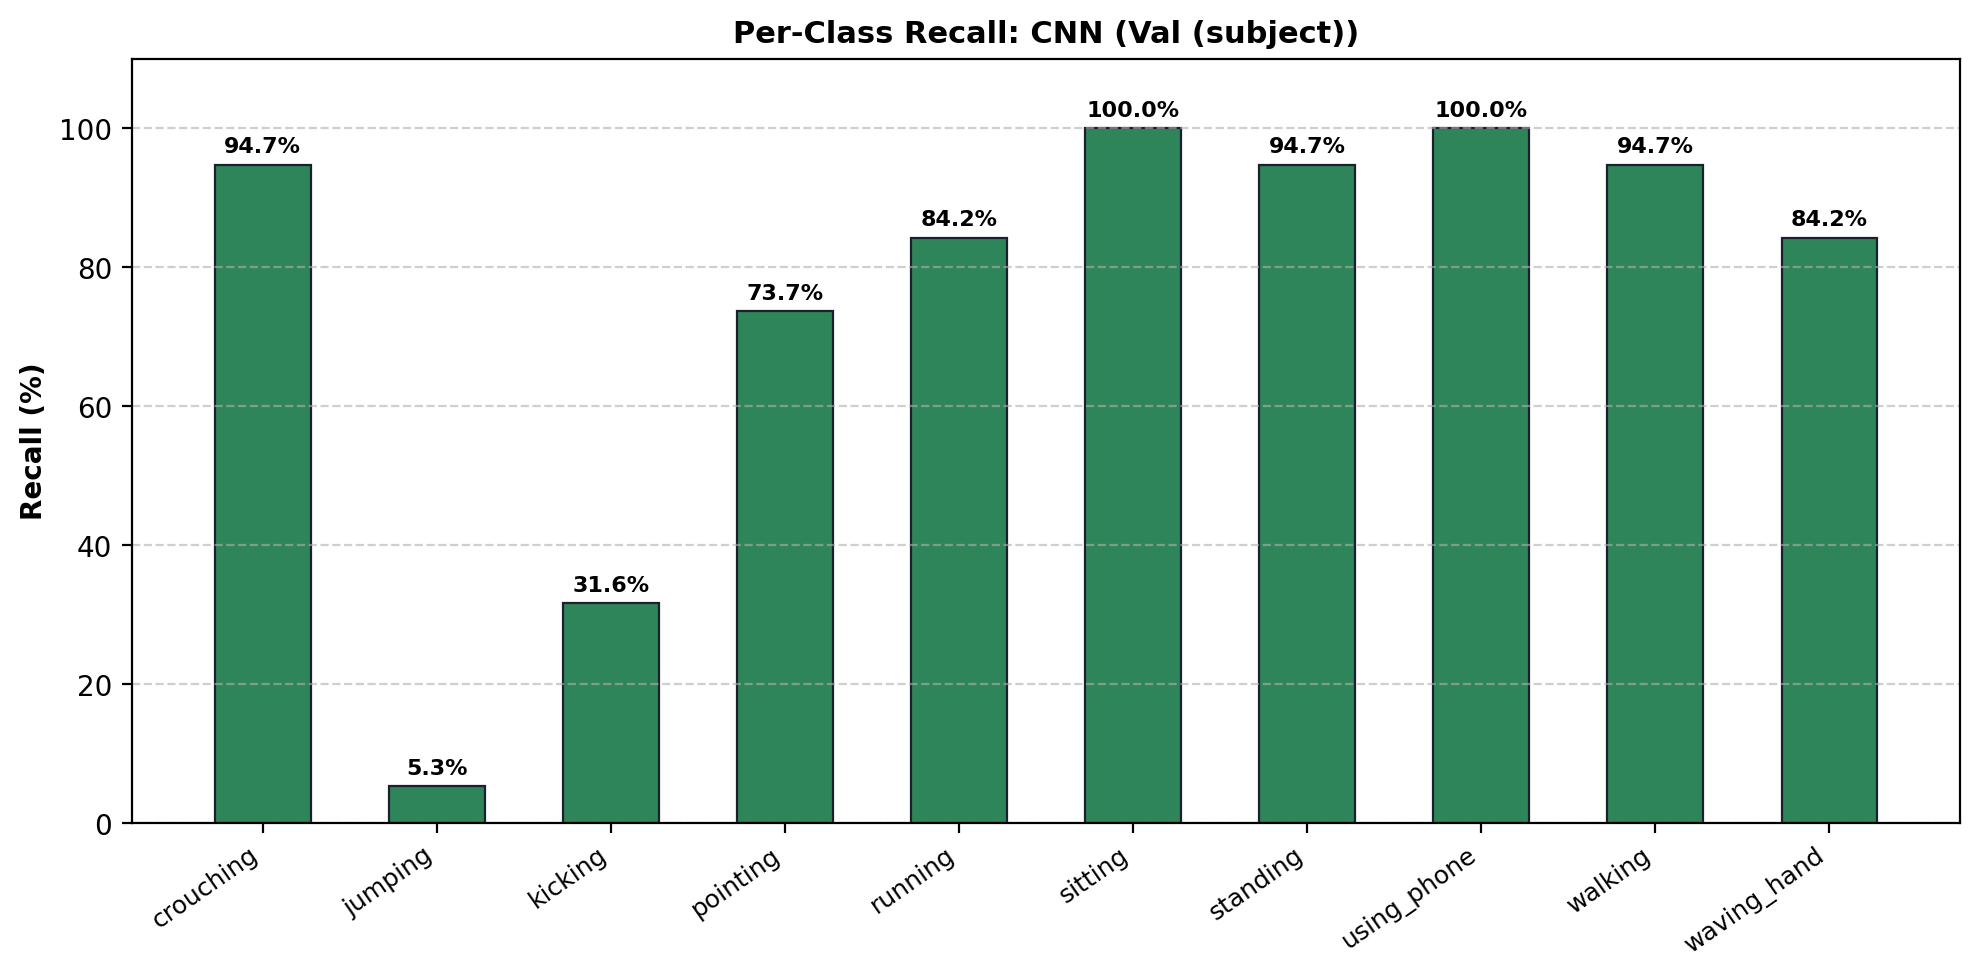 Per-Class Recall: CNN (Val (subject))
Recall (%)
100
80
60
40
20
0
94.7%
5.3%
31.6%
73.7%
84.2%
100.0%
94.7%
100.0%
94.7%
84.2%
crouching
jumping
kicking
pointing
running
sitting
standing
using_phone
walking
waving_hand